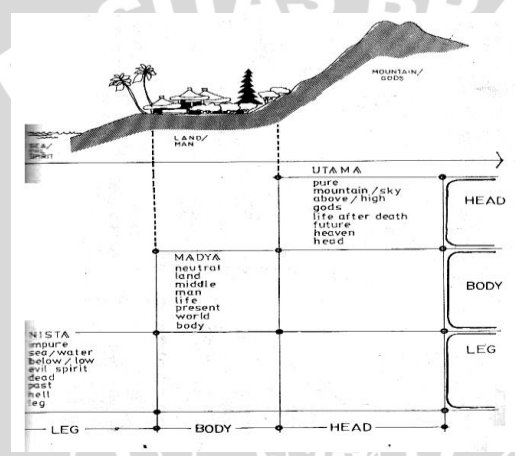 SITAS BR
MOUNTAIN/
GODS
LAND/
MAN
SEA/
SPIRIT
UTAMA
pure
mountain/sky
above/high
gods
life after death
future
heaven
head
HEAD
MADYA
neutral
land
middle
man
life
present
world
body
BODY
NISTA
impure
sea/water
below/low
evil spirit
dead
past
hell
leg
LEG
LEG
BODY
HEAD